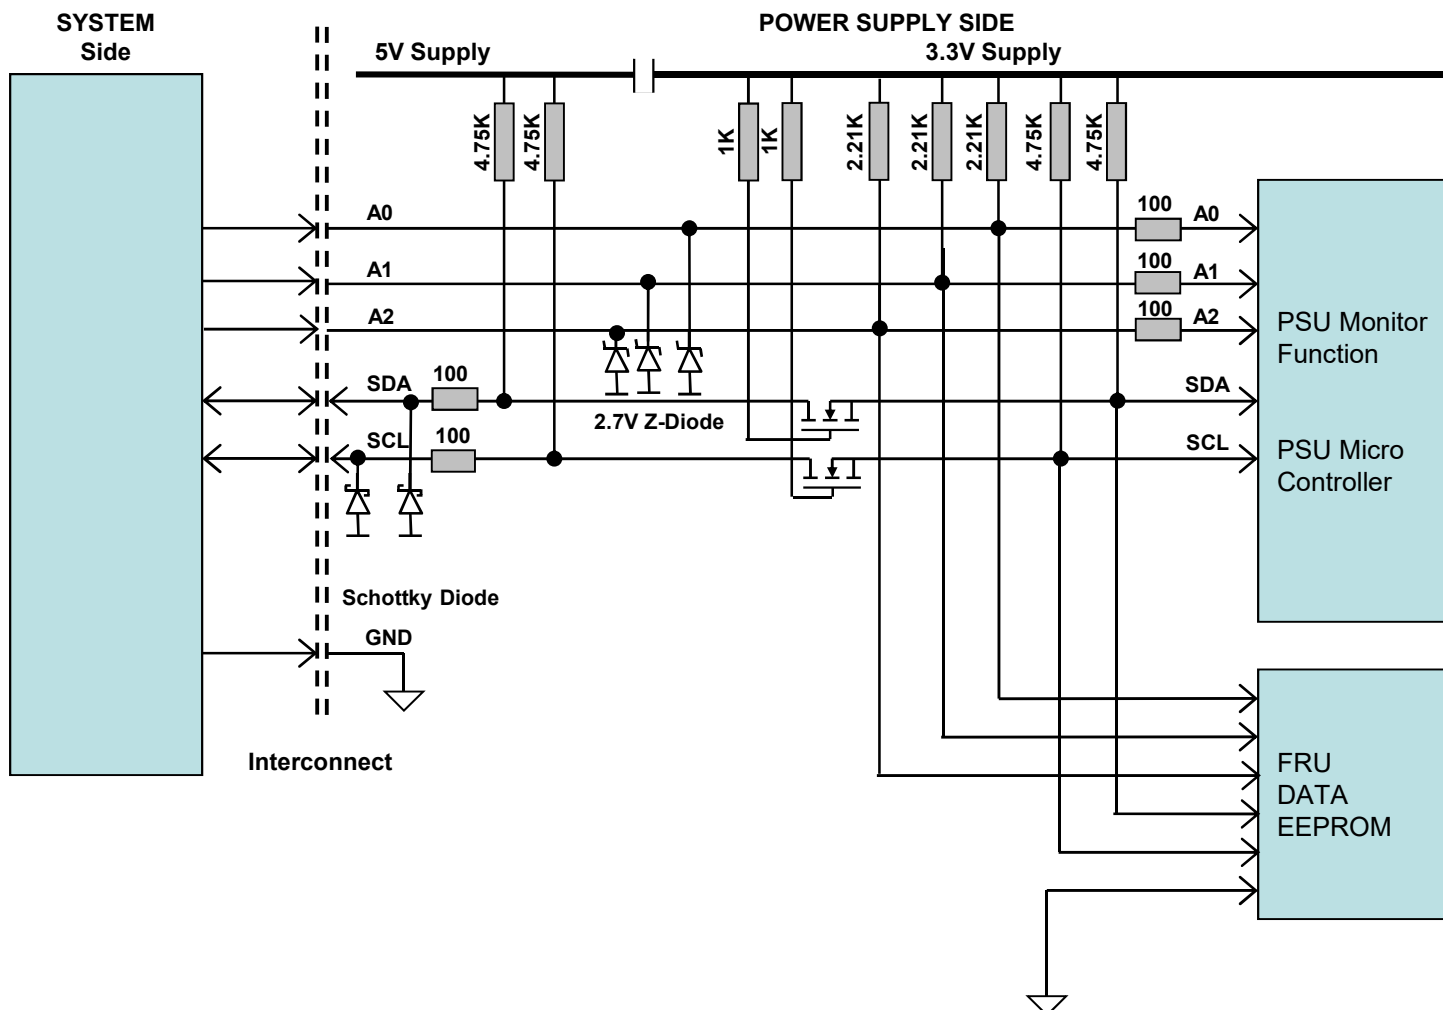 SYSTEM
Side
POWER SUPPLY SIDE
5V Supply
3.3V Supply
4.75K
4.75K
1K
1K
2.21K
2.21K
2.21K
4.75K
4.75K
A0
100
A0
A1
100
A1
A2
100
A2
PSU Monitor
Function
SDA
100
SDA
2.7V Z-Diode
SCL
100
SCL
PSU Micro
Controller
Schottky Diode
GND
Interconnect
FRU
DATA
EEPROM